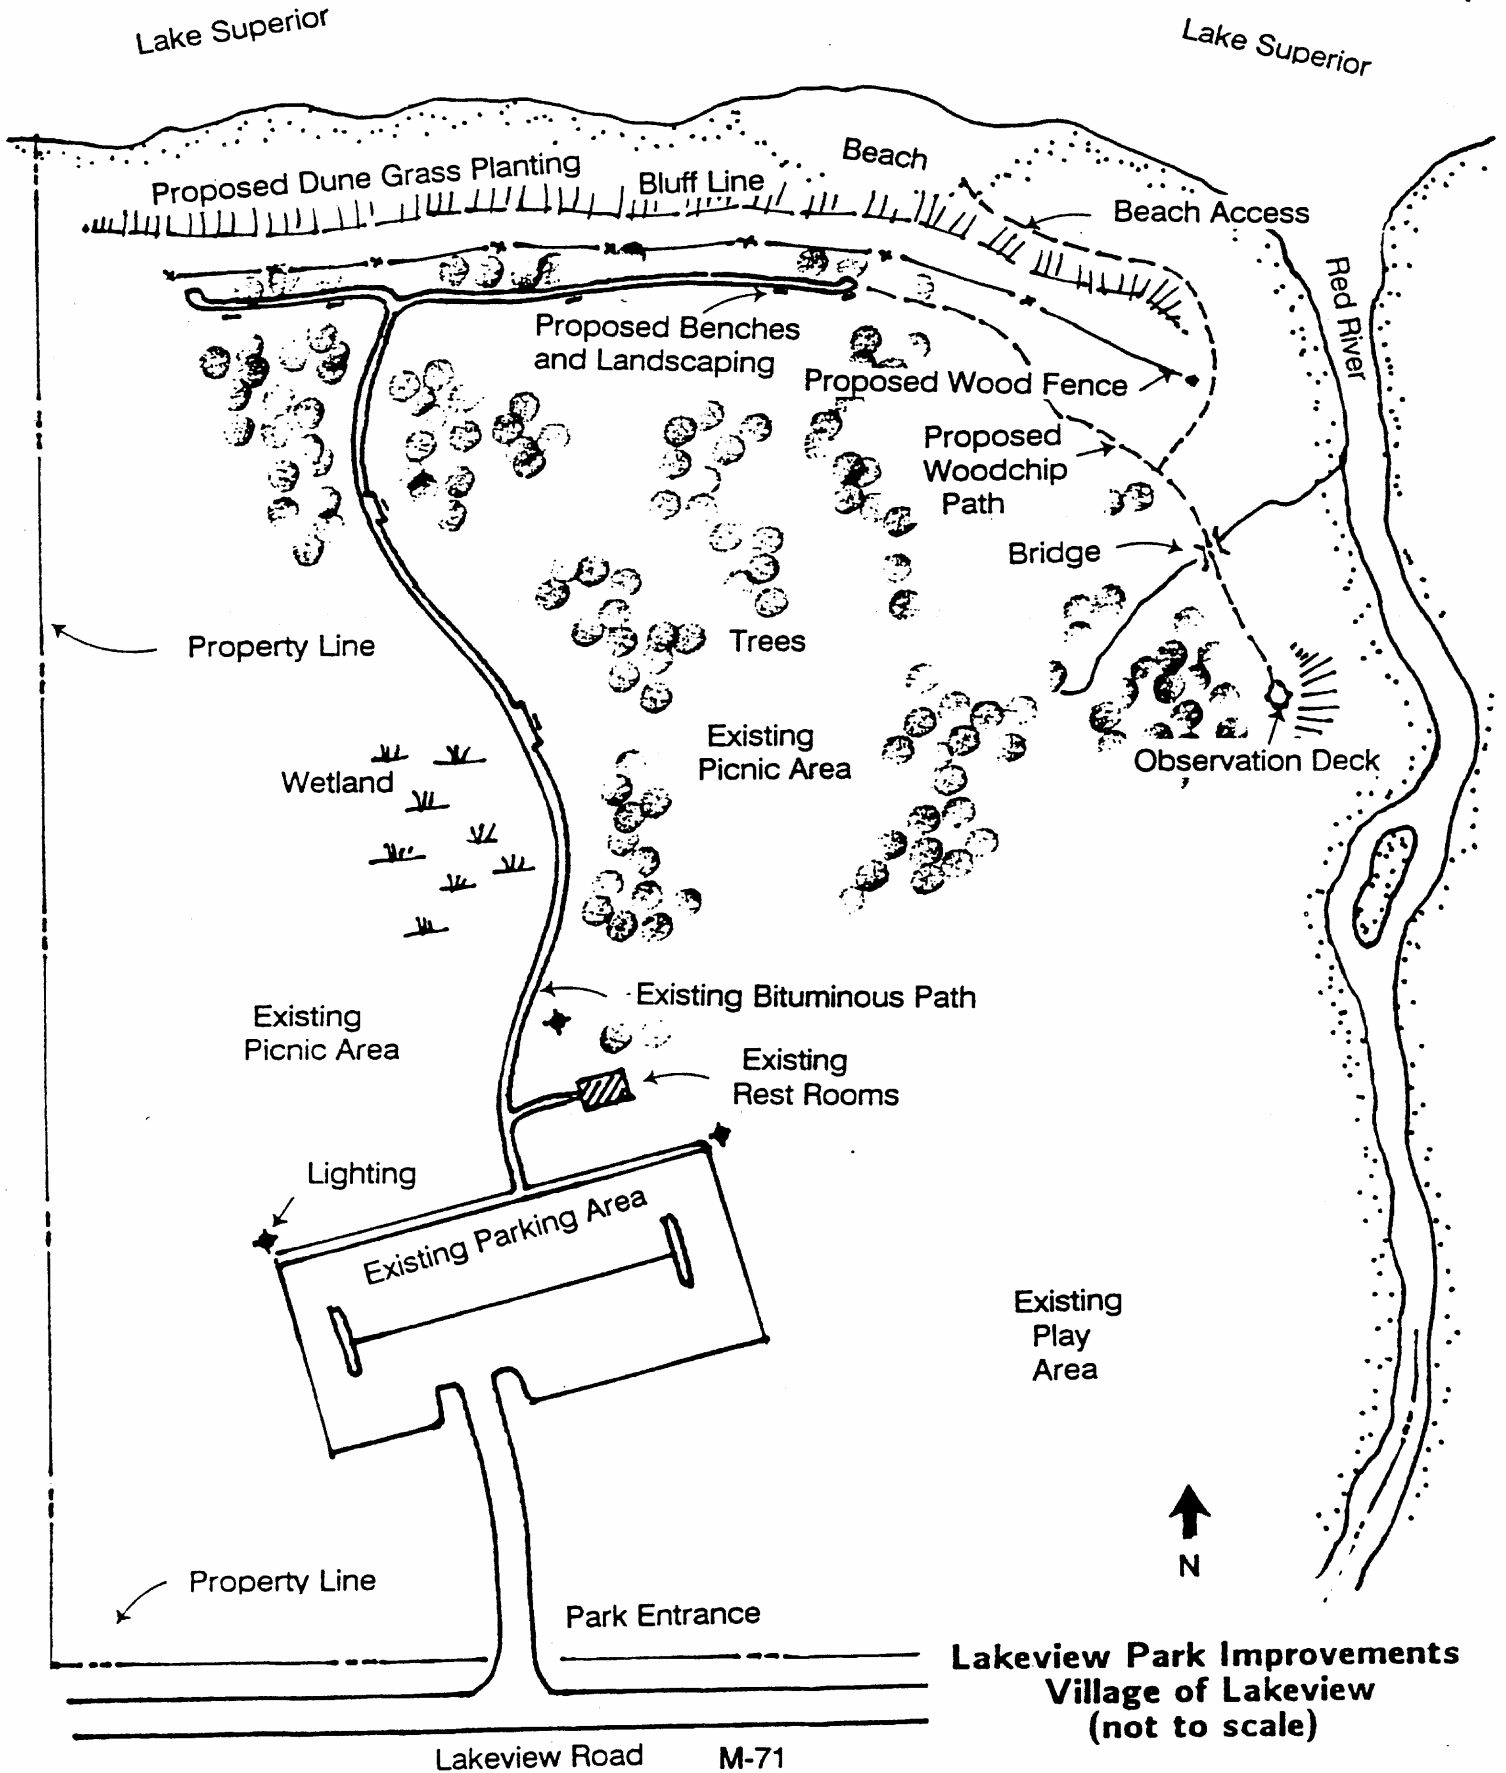 Lake Superior
Lake Superior
Beach
Proposed Dune Grass Planting
Bluff Line
Beach Access
Red River
Proposed Benches
and Landscaping
Proposed Wood Fence
Proposed
Woodchip
Path
Bridge
Property Line
Trees
Existing
Picnic Area
Observation Deck
Wetland
Existing Bituminous Path
Existing
Picnic Area
Existing
Rest Rooms
Lighting
Existing Parking Area
Existing
Play
Area
N
Property Line
Park Entrance
Lakeview Park Improvements
Village of Lakeview
(not to scale)
Lakeview Road M-71